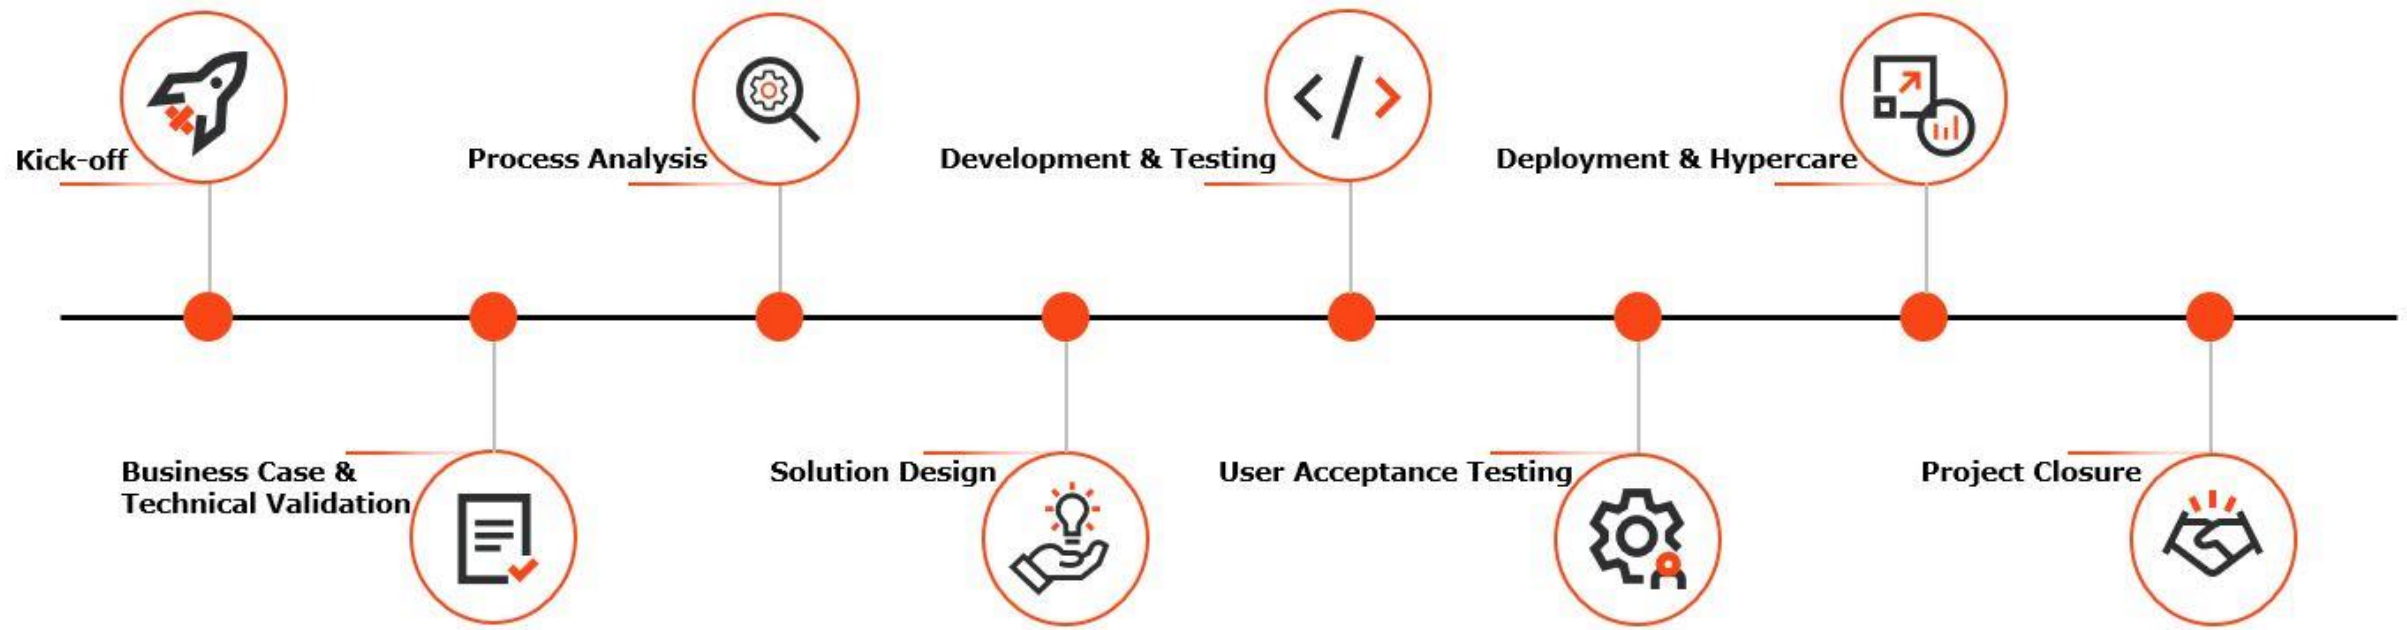 Kick-off
Business Case &
Technical Validation
Process Analysis
Solution Design
Development & Testing
User Acceptance Testing
Deployment & Hypercare
Project Closure